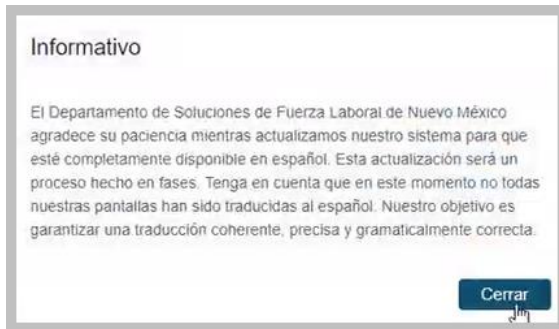 Informativo
El Departamento de Soluciones de Fuerza Laboral de Nuevo México
agradece su paciencia mientras actualizamos nuestro sistema para que
esté completamente disponible en español. Esta actualización será un
proceso hecho en fases. Tenga en cuenta que en este momento no todas
nuestras pantallas han sido traducidas al español. Nuestro objetivo es
garantizar una traducción coherente, precisa y gramaticalmente correcta.
Cerrar